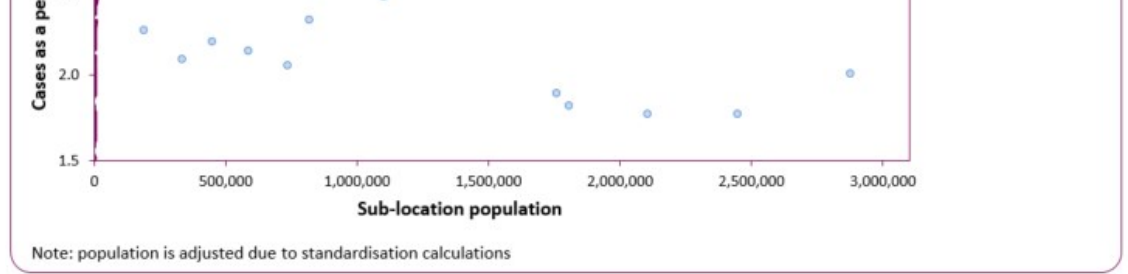 Cases as a
2.0
1.5
0 500,000 1,000,000 1,500,000 2,000,000 2,500,000 3,000,000
Sub-location population
Note: population is adjusted due to standardisation calculations